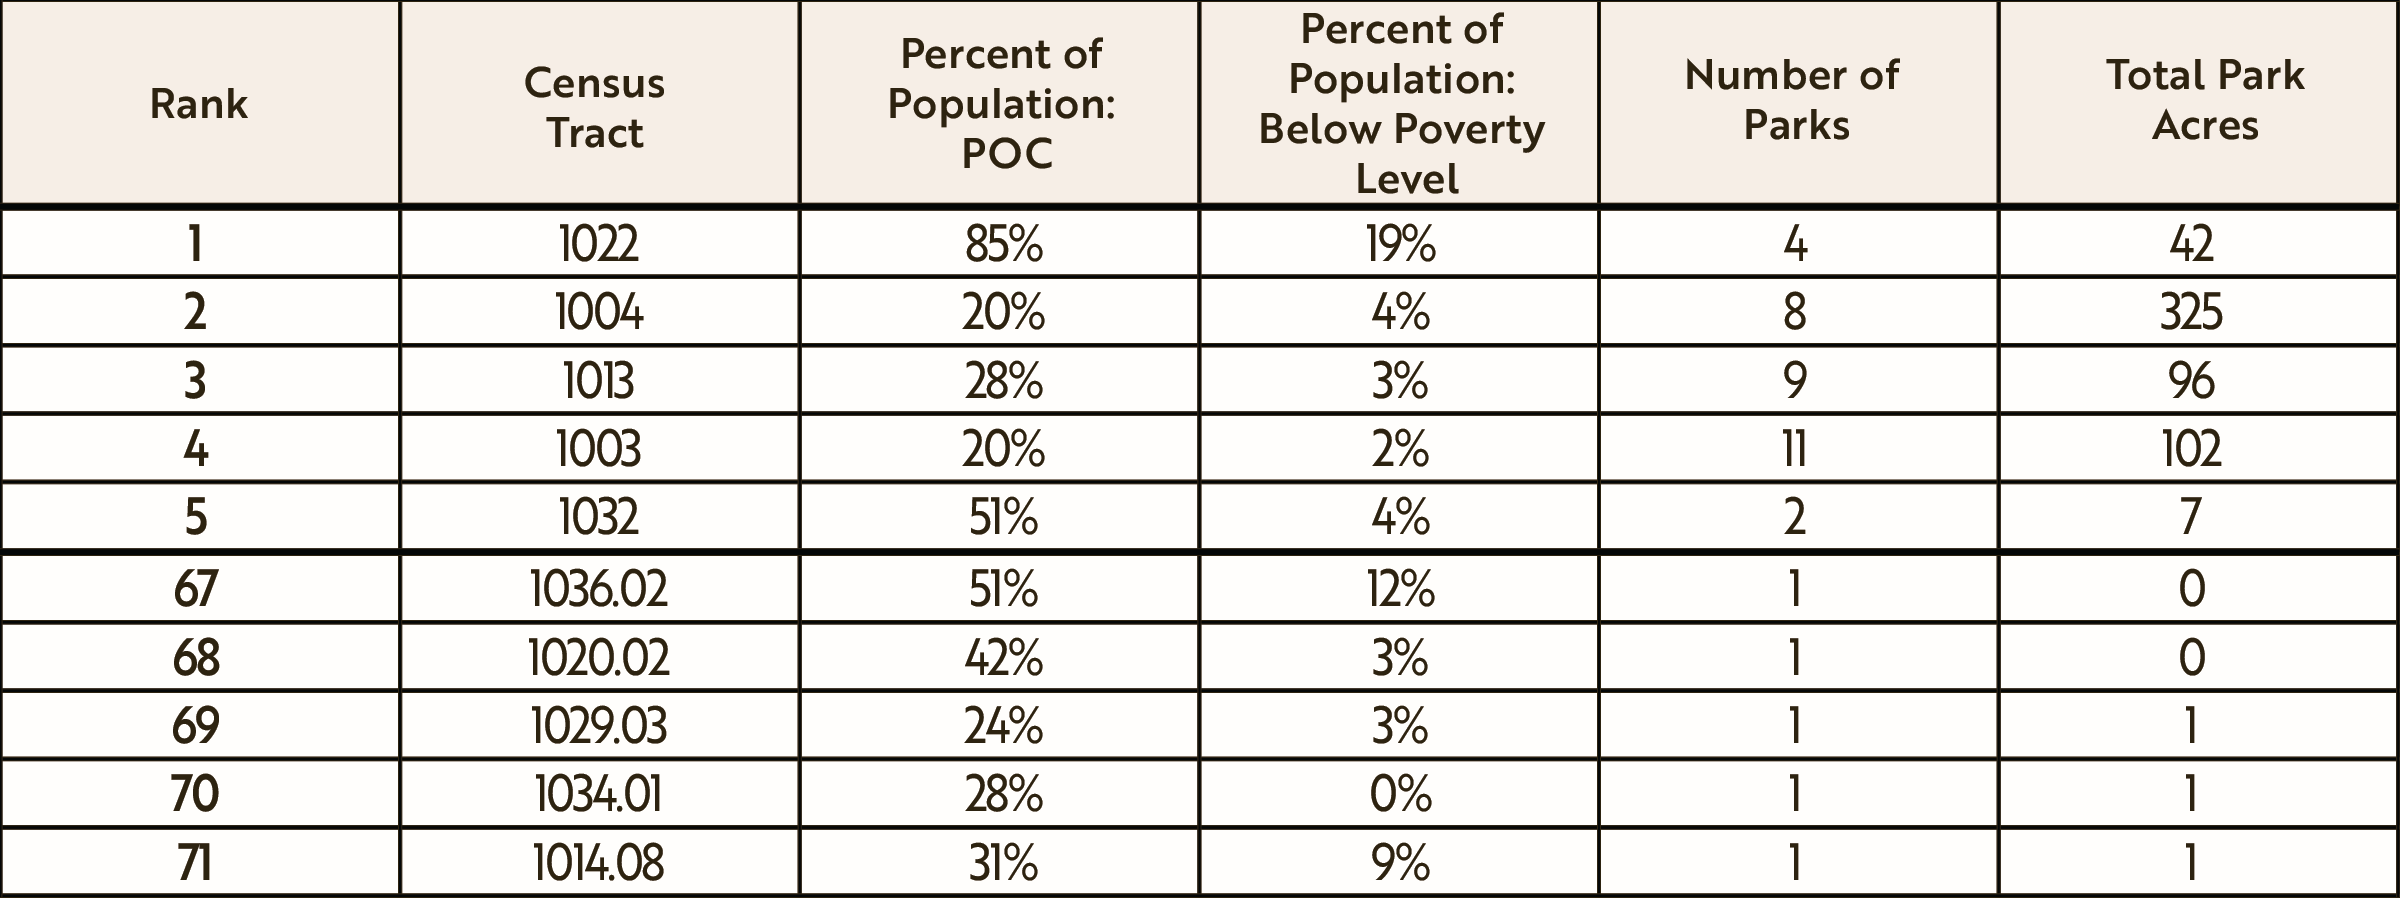 Rank Census Tract Percent of Population: POC Percent of Population: Below Poverty Level Number of Parks Total Park Acres
1 1022 85% 19% 4 42
2 1004 20% 4% 8 325
3 1013 28% 3% 9 96
4 1003 20% 2% 11 102
5 1032 51% 4% 2 7
67 1036.02 51% 12% 1 0
68 1020.02 42% 3% 1 0
69 1029.03 24% 3% 1 1
70 1034.01 28% 0% 1 1
71 1014.08 31% 9% 1 1